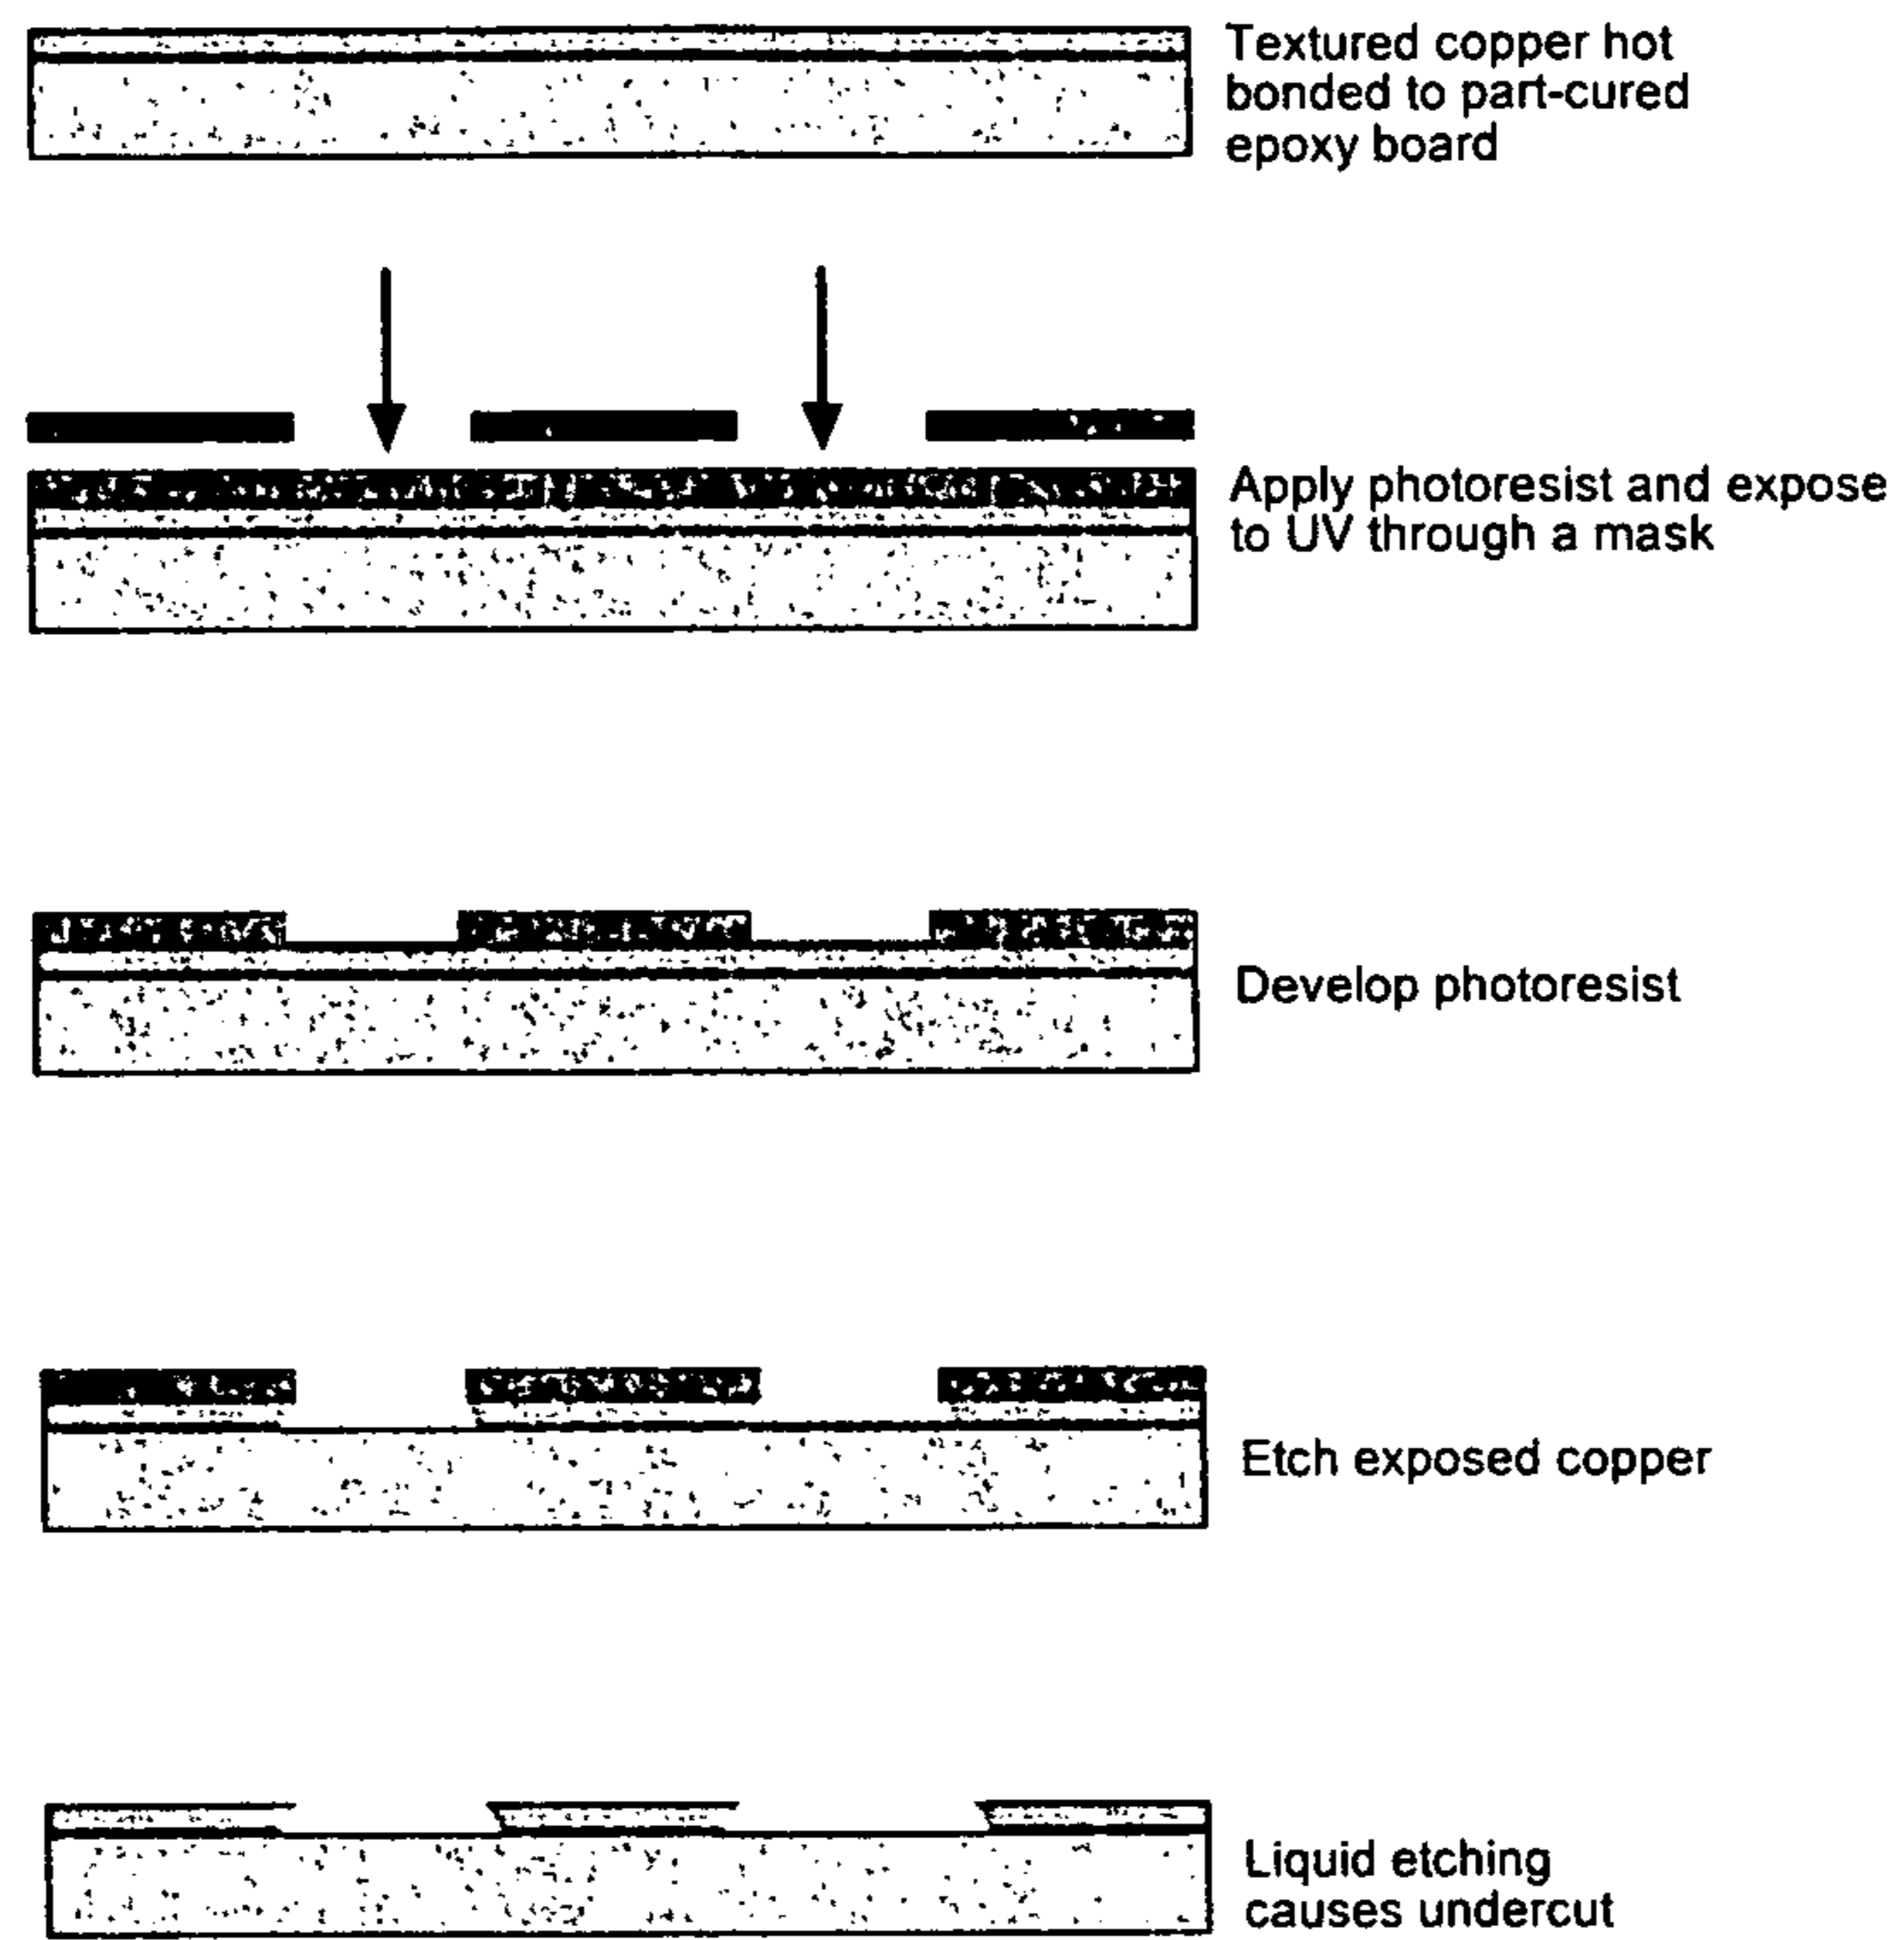 Textured copper hot
bonded to part-cured
epoxy board
Apply photoresist and expose
to UV through a mask
Develop photoresist
Etch exposed copper
Liquid etching
causes undercut